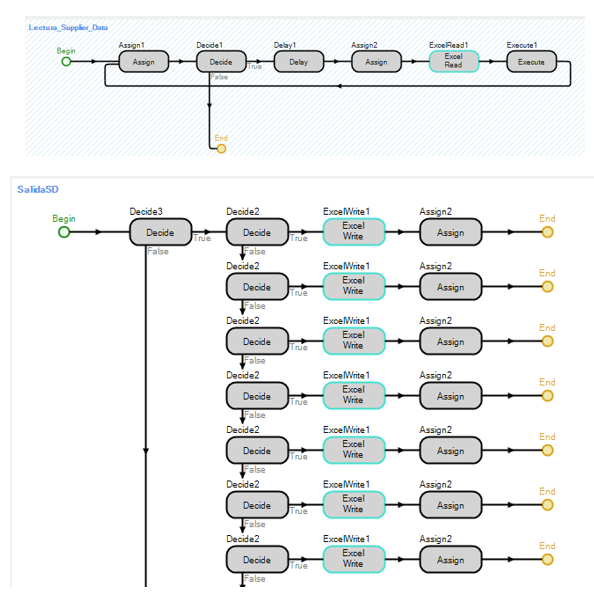 Lectura_Supplier_Data
Begin Assign1 Decide1 Delay1 Assign2 ExcelRead1 Execute1
Assign Decide Delay Assign Excel Read Execute
True
False
End
SalidaSD
Begin Decide3 Decide2 ExcelWrite1 Assign2 End
Decide Decide Excel Write Assign
True True
False False
Decide2 ExcelWrite1 Assign2 End
Decide Excel Write Assign
True
False
Decide2 ExcelWrite1 Assign2 End
Decide Excel Write Assign
True
False
Decide2 ExcelWrite1 Assign2 End
Decide Excel Write Assign
True
False
Decide2 ExcelWrite1 Assign2 End
Decide Excel Write Assign
True
False
Decide2 ExcelWrite1 Assign2 End
Decide Excel Write Assign
True
False
Decide2 ExcelWrite1 Assign2 End
Decide Excel Write Assign
True
False